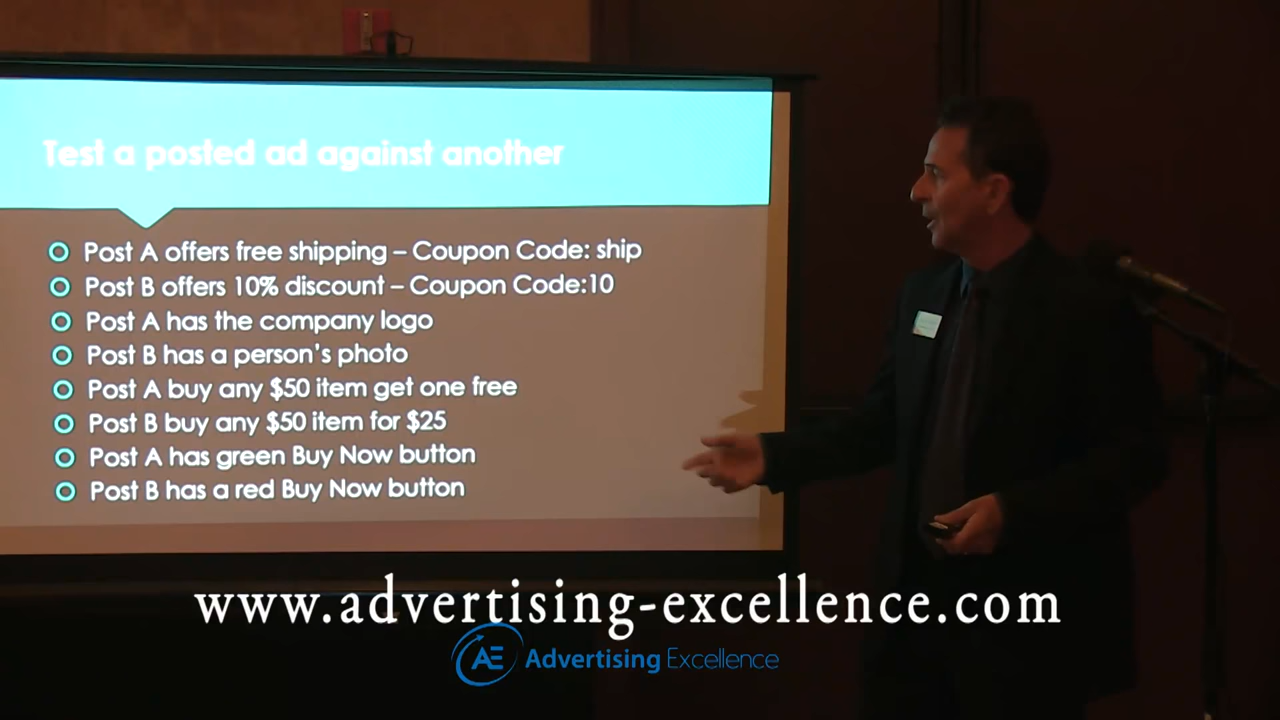 Test a posted ad against another
Post A offers free shipping – Coupon Code: ship
Post B offers 10% discount – Coupon Code:10
Post A has the company logo
Post B has a person's photo
Post A buy any $50 item get one free
Post B buy any $50 item for $25
Post A has green Buy Now button
Post B has a red Buy Now button
www.advertising-excellence.com
AE Advertising Excellence